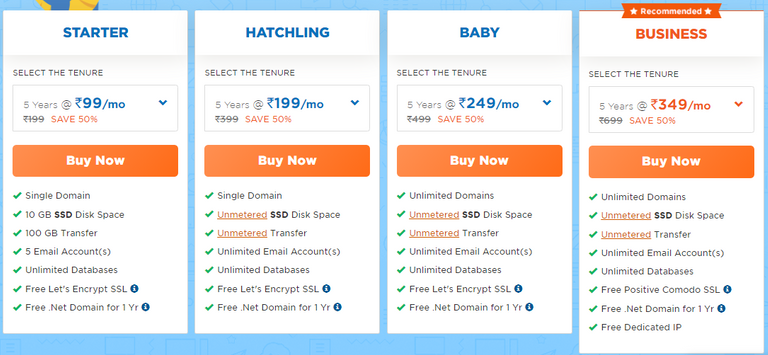 ★ Recommended ★
STARTER
SELECT THE TENURE
5 Years @ ₹99/mo
₹199 SAVE 50%
Buy Now
Single Domain
10 GB SSD Disk Space
100 GB Transfer
5 Email Account(s)
Unlimited Databases
Free Let's Encrypt SSL
Free .Net Domain for 1 Yr
HATCHLING
SELECT THE TENURE
5 Years @ ₹199/mo
₹399 SAVE 50%
Buy Now
Single Domain
Unmetered SSD Disk Space
Unmetered Transfer
Unlimited Email Account(s)
Unlimited Databases
Free Let's Encrypt SSL
Free .Net Domain for 1 Yr
BABY
SELECT THE TENURE
5 Years @ ₹249/mo
₹499 SAVE 50%
Buy Now
Unlimited Domains
Unmetered SSD Disk Space
Unmetered Transfer
Unlimited Email Account(s)
Unlimited Databases
Free Let's Encrypt SSL
Free .Net Domain for 1 Yr
BUSINESS
SELECT THE TENURE
5 Years @ ₹349/mo
₹699 SAVE 50%
Buy Now
Unlimited Domains
Unmetered SSD Disk Space
Unmetered Transfer
Unlimited Email Account(s)
Unlimited Databases
Free Positive Comodo SSL
Free .Net Domain for 1 Yr
Free Dedicated IP